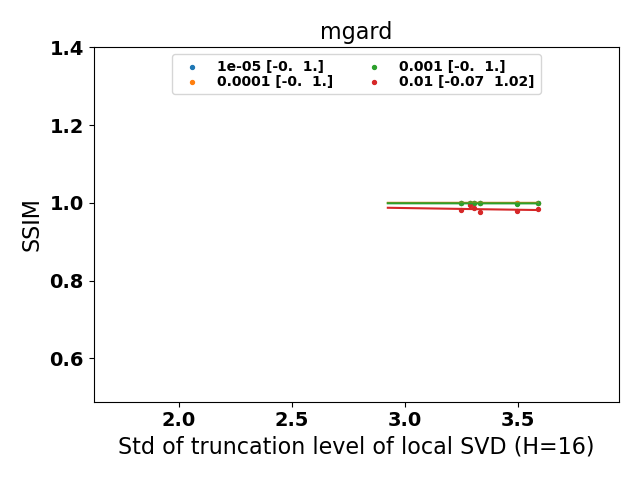 mgard
1e-05 [-0.  1.]
0.0001 [-0.  1.]
0.001 [-0.  1.]
0.01 [-0.07  1.02]
1.4
1.2
1.0
0.8
0.6
SSIM
2.0 2.5 3.0 3.5
Std of truncation level of local SVD (H=16)